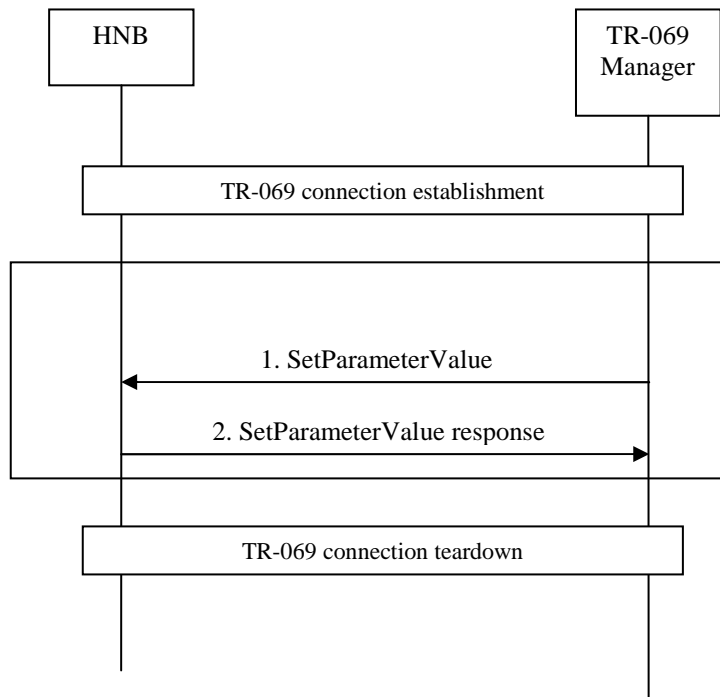 HNB
TR-069
Manager
TR-069 connection establishment
1. SetParameterValue
2. SetParameterValue response
TR-069 connection teardown